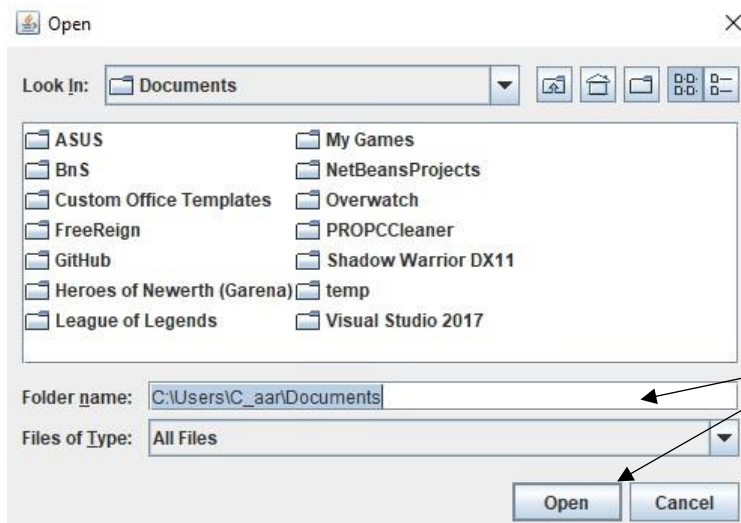 Open
Look In: Documents
ASUS My Games
BnS NetBeansProjects
Custom Office Templates Overwatch
FreeReign PROPCCleaner
GitHub Shadow Warrior DX11
Heroes of Newerth (Garena) temp
League of Legends Visual Studio 2017
Folder name: C:\Users\C_aar\Documents
Files of Type: All Files
Open Cancel